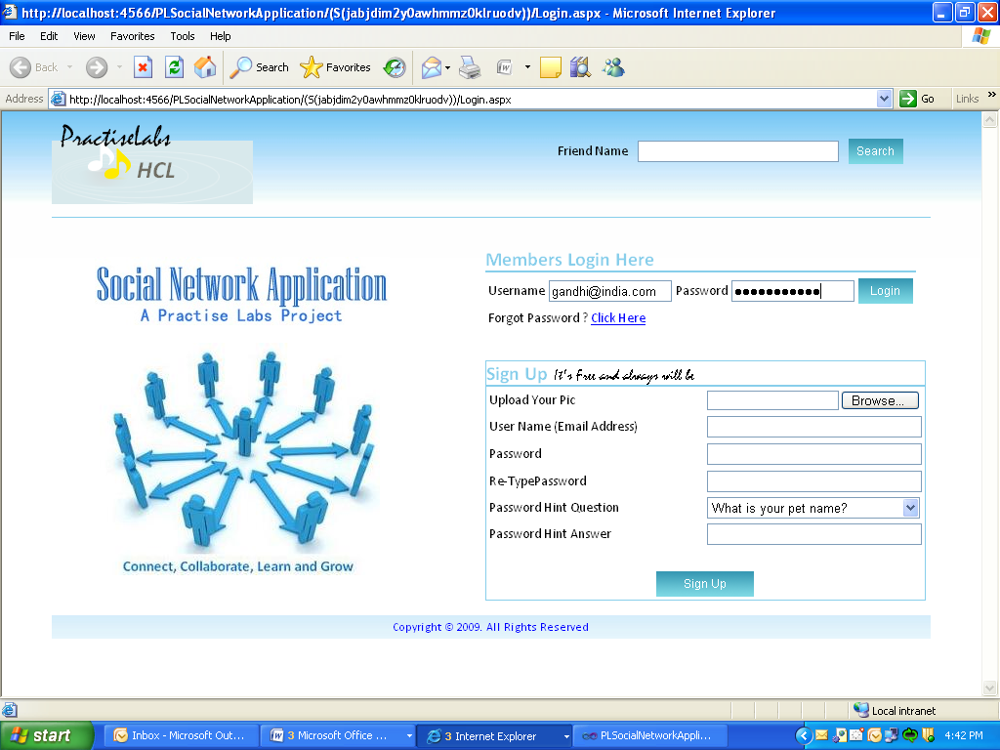 http://localhost:4566/PLSocialNetworkApplication/(S(jabjdim2y0awhmmz0klruodv))/Login.aspx - Microsoft Internet Explorer
File Edit View Favorites Tools Help
Back Search Favorites
Address http://localhost:4566/PLSocialNetworkApplication/(S(jabjdim2y0awhmmz0klruodv))/Login.aspx Go Links »
PractiseLabs
HCL
Friend Name Search
Social Network Application
A Practise Labs Project
Connect, Collaborate, Learn and Grow
Members Login Here
Username gandhi@india.com Password ●●●●●●●●●●● Login
Forgot Password ? Click Here
Sign Up It's Free and always will be
Upload Your Pic Browse...
User Name (Email Address)
Password
Re-TypePassword
Password Hint Question What is your pet name?
Password Hint Answer
Sign Up
Copyright © 2009. All Rights Reserved
Local intranet
start Inbox - Microsoft Out... 3 Microsoft Office ... 3 Internet Explorer PLSocialNetworkAppli... 4:42 PM